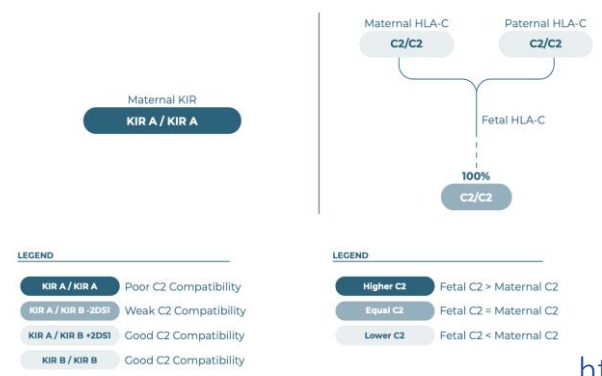 Maternal KIR
KIR A / KIR A
Maternal HLA-C
Paternal HLA-C
C2/C2
C2/C2
Fetal HLA-C
100%
C2/C2
LEGEND
KIR A / KIR A Poor C2 Compatibility
KIR A / KIR B -2DS1 Weak C2 Compatibility
KIR A / KIR B +2DS1 Good C2 Compatibility
KIR B / KIR B Good C2 Compatibility
LEGEND
Higher C2 Fetal C2 > Maternal C2
Equal C2 Fetal C2 = Maternal C2
Lower C2 Fetal C2 < Maternal C2
ht